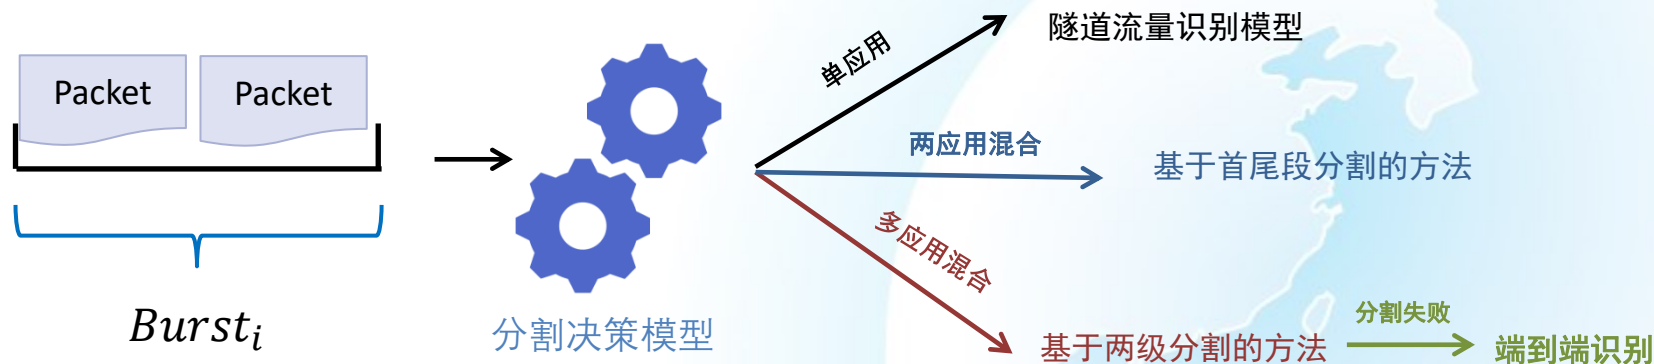 Packet
Packet
Burst_i
分割决策模型
单应用
隧道流量识别模型
两应用混合
基于首尾段分割的方法
多应用混合
基于两级分割的方法
分割失败
端到端识别